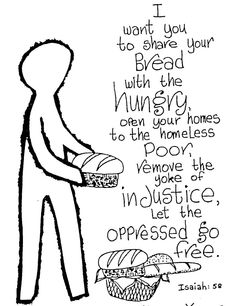 I
want you
to share your
Bread
with the
Hungry,
open your homes
to the homeless
Poor,
remove the
yoke of
inJustice,
Let the
oppressed go
free.
Isaiah: 58